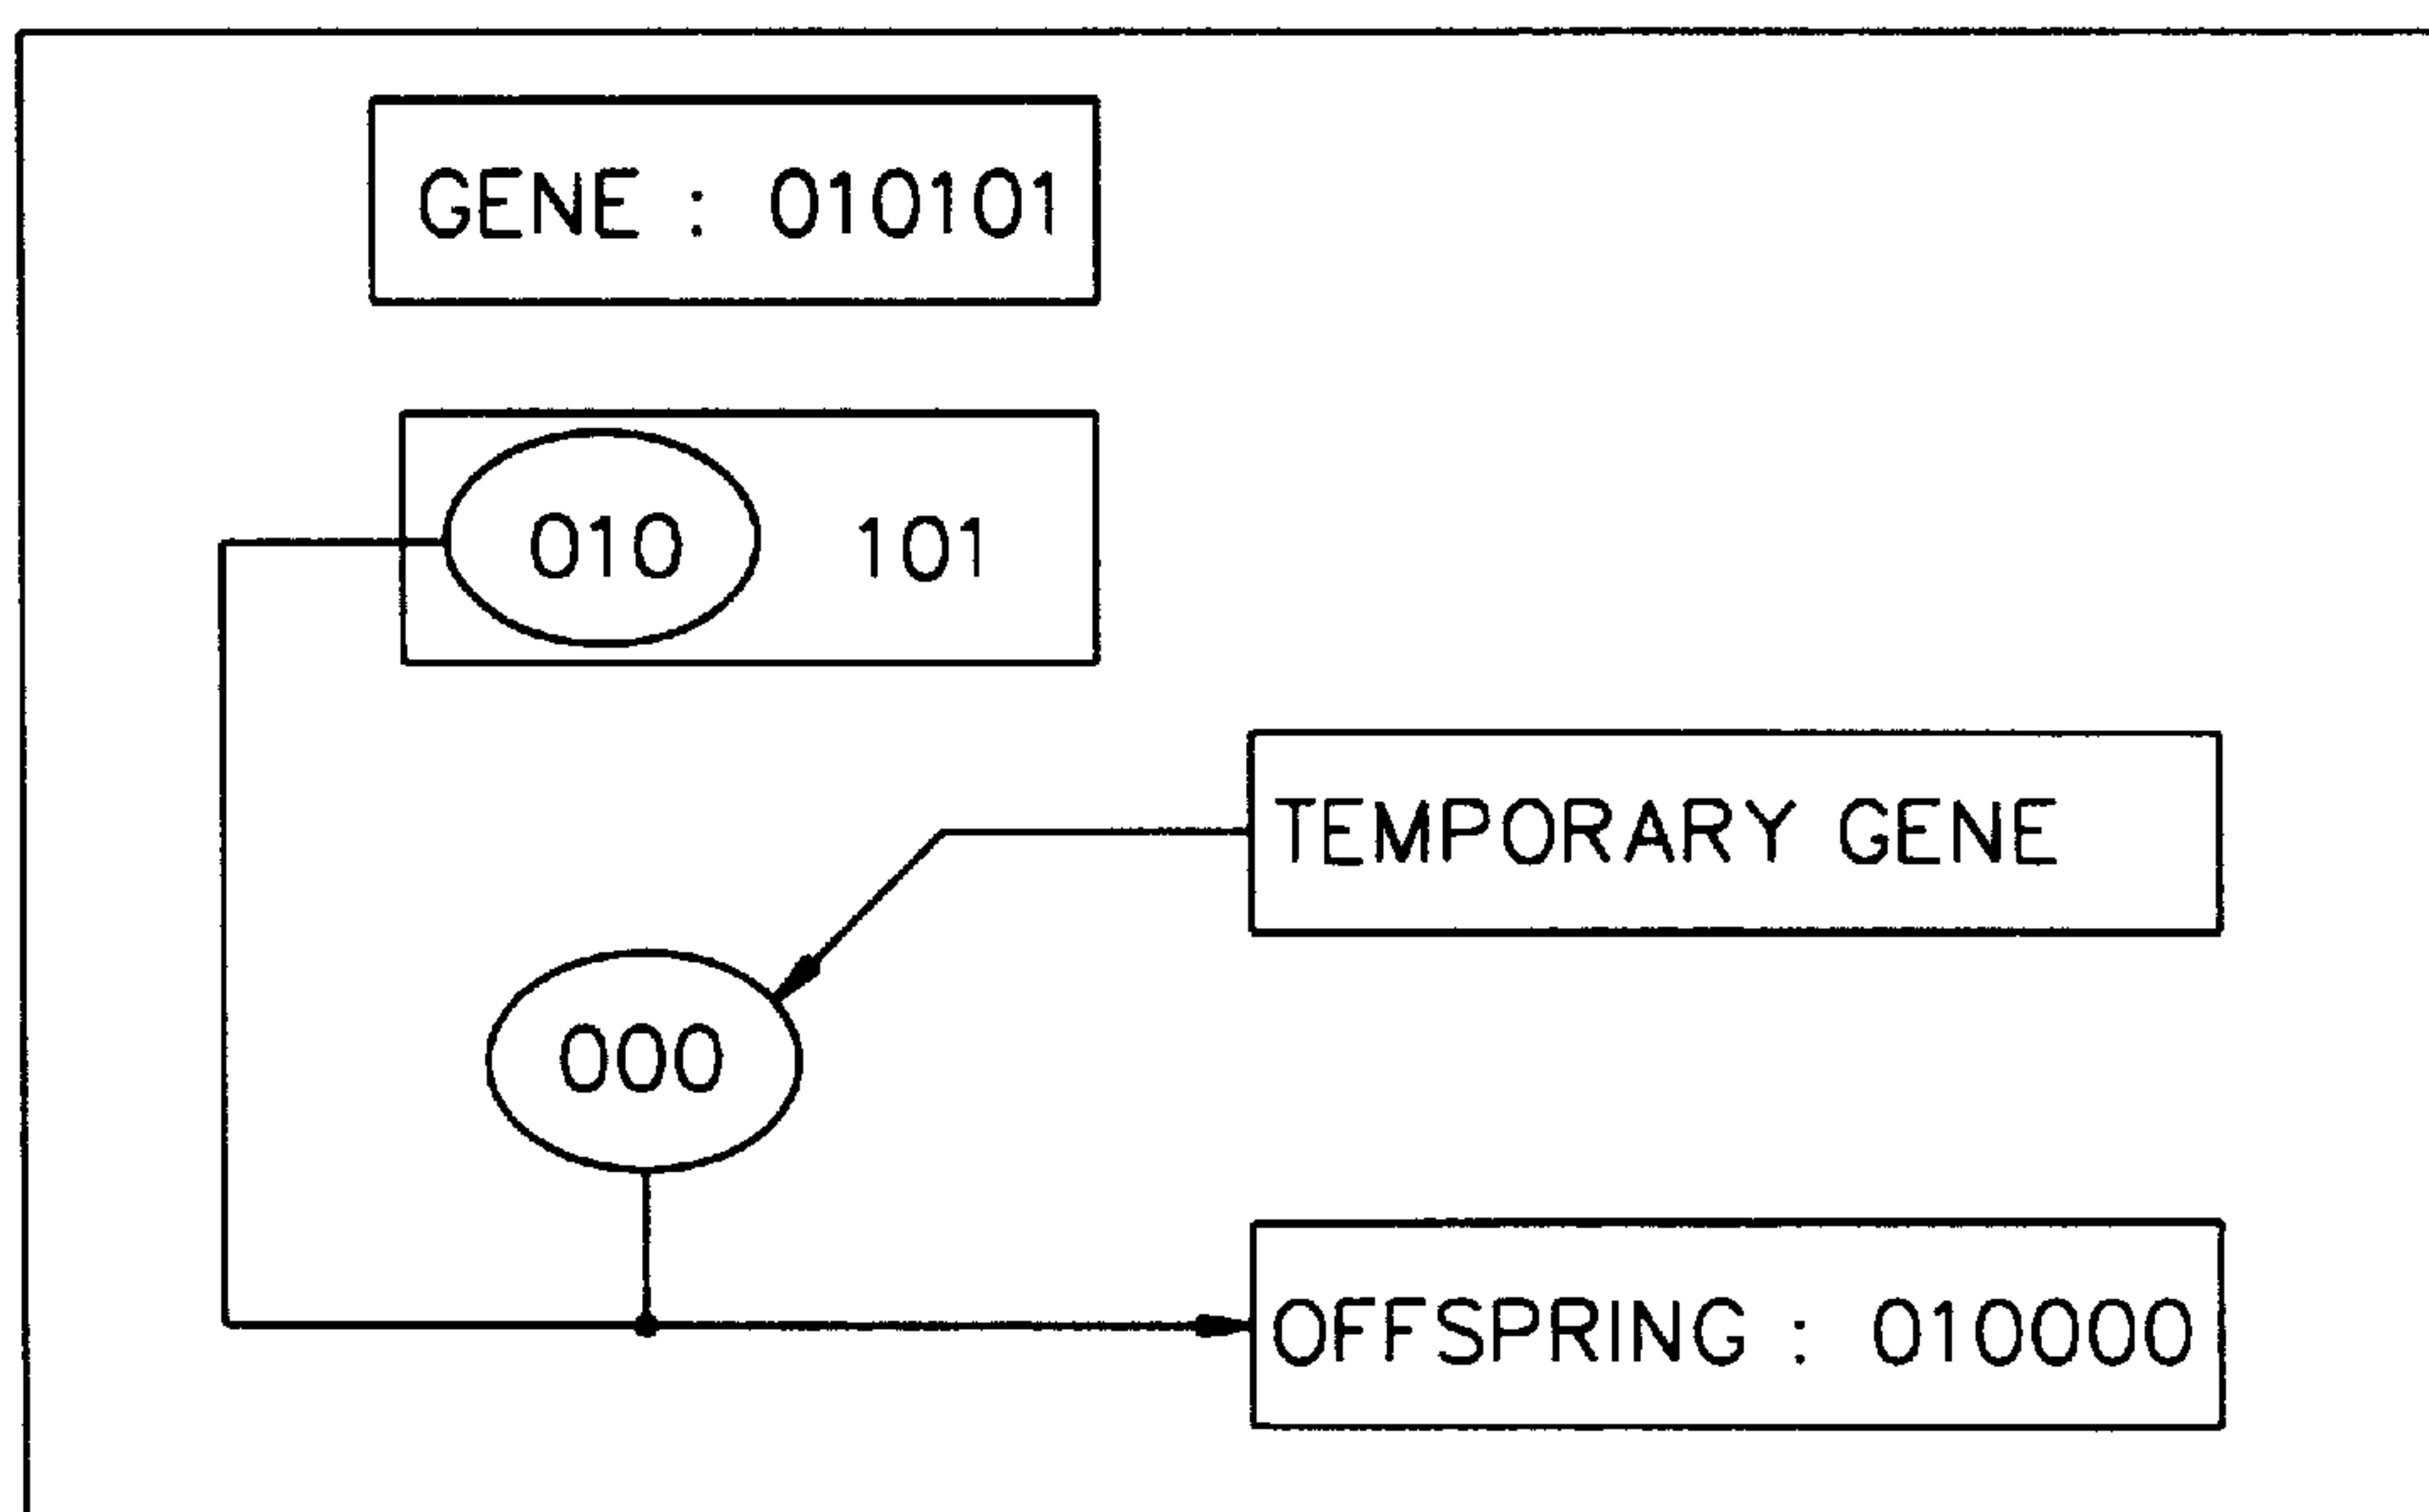 GENE : 010101
010 101
TEMPORARY GENE
000
OFFSPRING : 010000